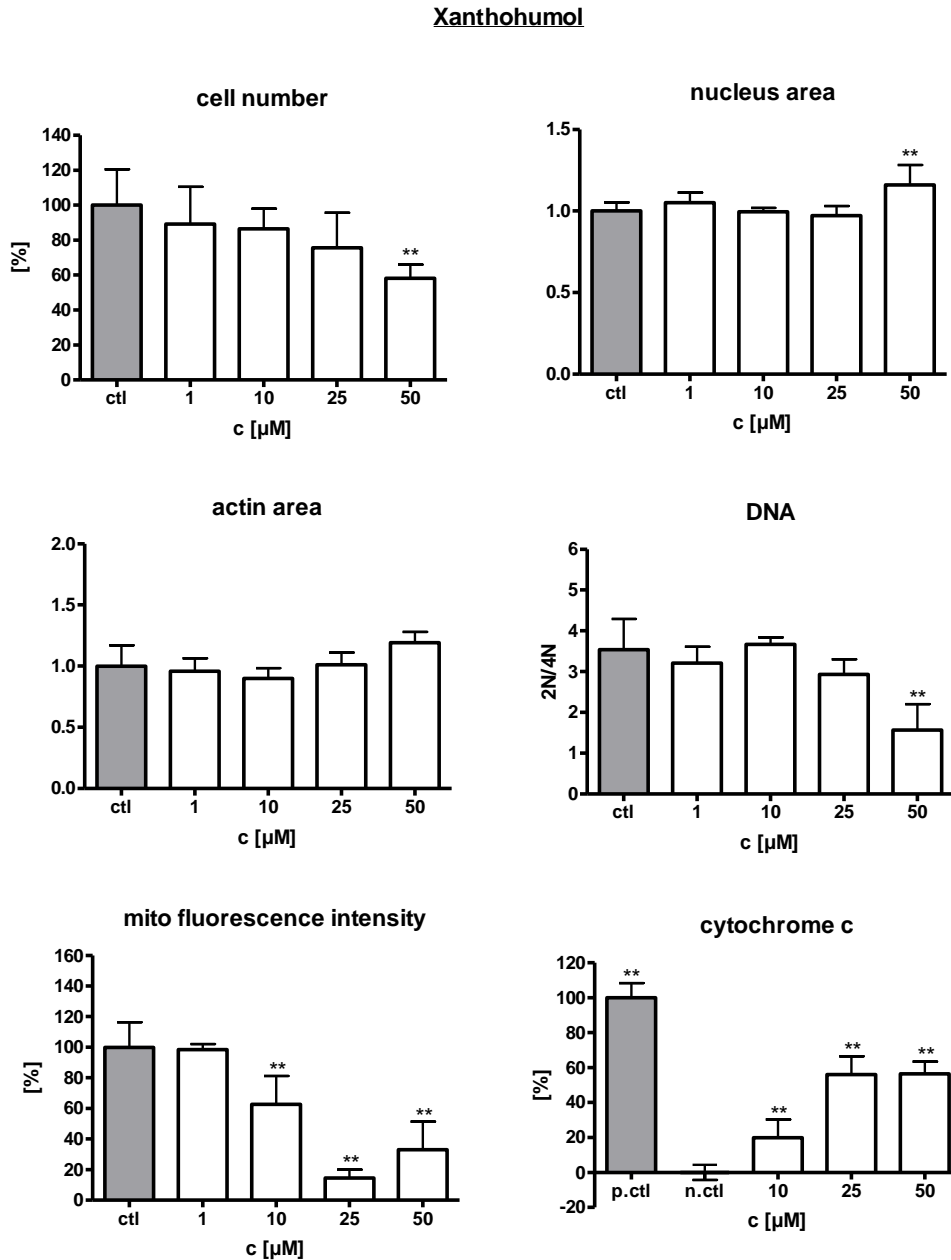 Xanthohumol
cell number
[%]
140
120
100
80
60
40
20
0
**
ctl 1 10 25 50
c [µM]
nucleus area
1.5
1.0
0.5
0.0
**
ctl 1 10 25 50
c [µM]
actin area
2.0
1.5
1.0
0.5
0.0
ctl 1 10 25 50
c [µM]
DNA
2N/4N
6
5
4
3
2
1
0
**
ctl 1 10 25 50
c [µM]
mito fluorescence intensity
[%]
160
140
120
100
80
60
40
20
0
** ** **
ctl 1 10 25 50
c [µM]
cytochrome c
[%]
120
100
80
60
40
20
0
-20
** ** ** **
p.ctl n.ctl 10 25 50
c [µM]